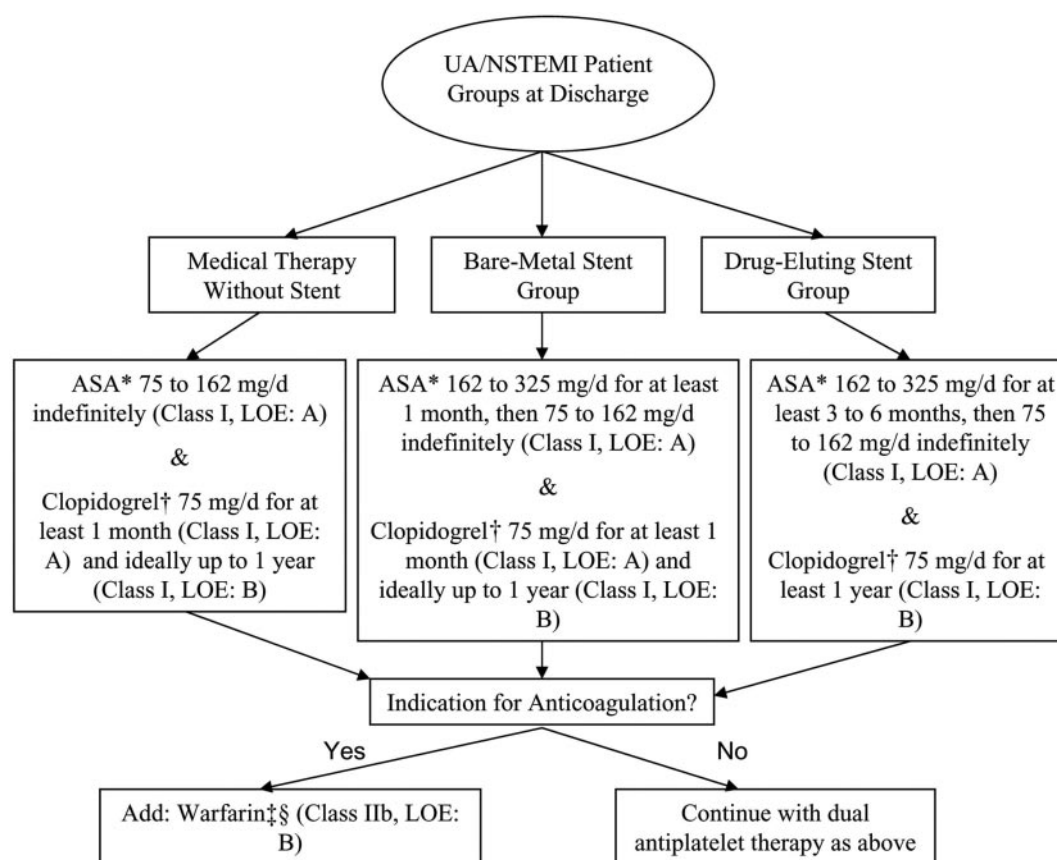 UA/NSTEMI Patient
Groups at Discharge
Medical Therapy
Without Stent
Bare-Metal Stent
Group
Drug-Eluting Stent
Group
ASA* 75 to 162 mg/d
indefinitely (Class I, LOE: A)
&
Clopidogrel† 75 mg/d for at
least 1 month (Class I, LOE:
A) and ideally up to 1 year
(Class I, LOE: B)
ASA* 162 to 325 mg/d for at least
1 month, then 75 to 162 mg/d
indefinitely (Class I, LOE: A)
&
Clopidogrel† 75 mg/d for at least 1
month (Class I, LOE: A) and
ideally up to 1 year (Class I, LOE:
B)
ASA* 162 to 325 mg/d for at
least 3 to 6 months, then 75
to 162 mg/d indefinitely
(Class I, LOE: A)
&
Clopidogrel† 75 mg/d for at
least 1 year (Class I, LOE:
B)
Indication for Anticoagulation?
Yes
No
Add: Warfarin‡§ (Class IIb, LOE:
B)
Continue with dual
antiplatelet therapy as above